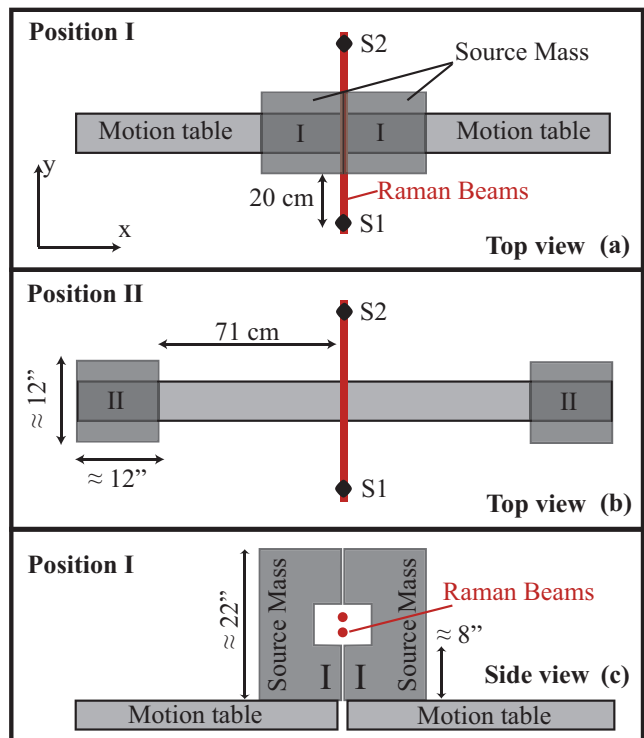 Position I
S2
Source Mass
Motion table
I
I
Motion table
y
20 cm
Raman Beams
x
S1
Top view (a)
Position II
S2
71 cm
≈ 12”
II
II
≈ 12”
S1
Top view (b)
Position I
≈ 22”
Source Mass
Source Mass
Raman Beams
≈ 8”
I
I
Side view (c)
Motion table
Motion table